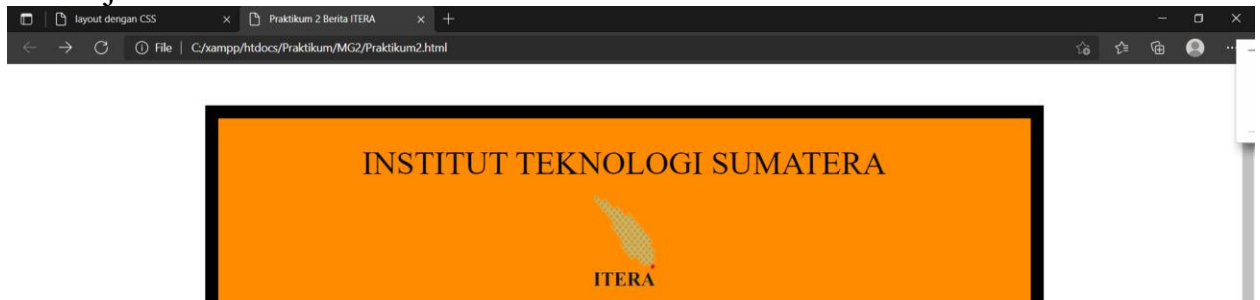 layout dengan CSS
Praktikum 2 Berita ITERA
File | C:/xampp/htdocs/Praktikum/MG2/Praktikum2.html
INSTITUT TEKNOLOGI SUMATERA
ITERA